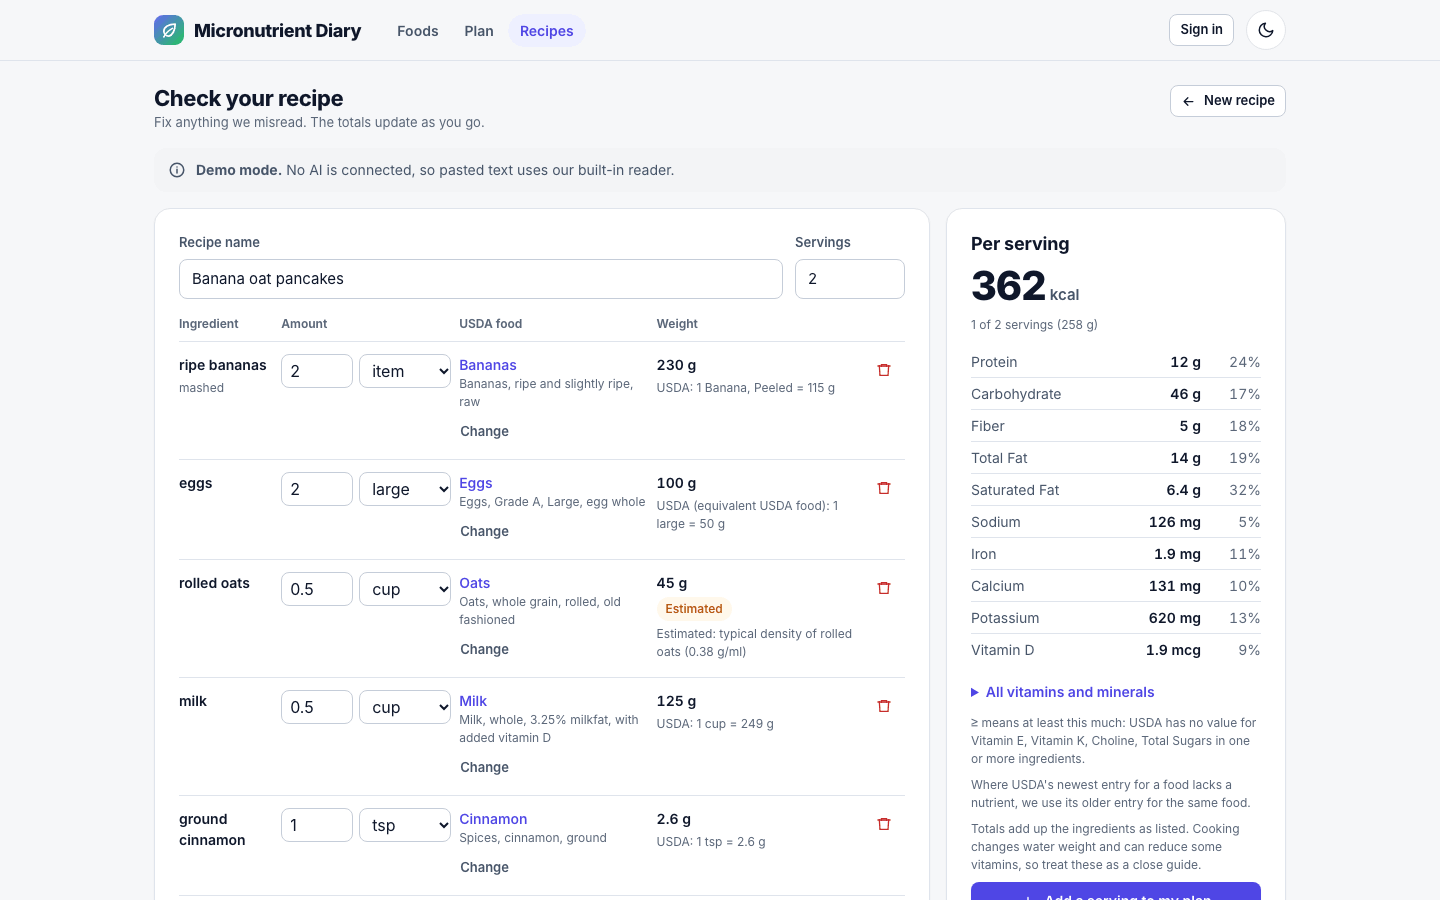 Micronutrient Diary
Foods
Plan
Recipes
Sign in
Check your recipe
Fix anything we misread. The totals update as you go.
New recipe
Demo mode. No AI is connected, so pasted text uses our built-in reader.
Recipe name
Servings
Banana oat pancakes
2
Ingredient
Amount
USDA food
Weight
ripe bananas
mashed
2
item
Bananas
Bananas, ripe and slightly ripe,
raw
Change
230 g
USDA: 1 Banana, Peeled = 115 g
eggs
2
large
Eggs
Eggs, Grade A, Large, egg whole
Change
100 g
USDA (equivalent USDA food): 1
large = 50 g
rolled oats
0.5
cup
Oats
Oats, whole grain, rolled, old
fashioned
Change
45 g
Estimated
Estimated: typical density of rolled
oats (0.38 g/ml)
milk
0.5
cup
Milk
Milk, whole, 3.25% milkfat, with
added vitamin D
Change
125 g
USDA: 1 cup = 249 g
ground
cinnamon
1
tsp
Cinnamon
Spices, cinnamon, ground
Change
2.6 g
USDA: 1 tsp = 2.6 g
Per serving
362 kcal
1 of 2 servings (258 g)
Protein 12 g 24%
Carbohydrate 46 g 17%
Fiber 5 g 18%
Total Fat 14 g 19%
Saturated Fat 6.4 g 32%
Sodium 126 mg 5%
Iron 1.9 mg 11%
Calcium 131 mg 10%
Potassium 620 mg 13%
Vitamin D 1.9 mcg 9%
All vitamins and minerals
≥ means at least this much: USDA has no value for
Vitamin E, Vitamin K, Choline, Total Sugars in one
or more ingredients.
Where USDA's newest entry for a food lacks a
nutrient, we use its older entry for the same food.
Totals add up the ingredients as listed. Cooking
changes water weight and can reduce some
vitamins, so treat these as a close guide.
Add a serving to my plan